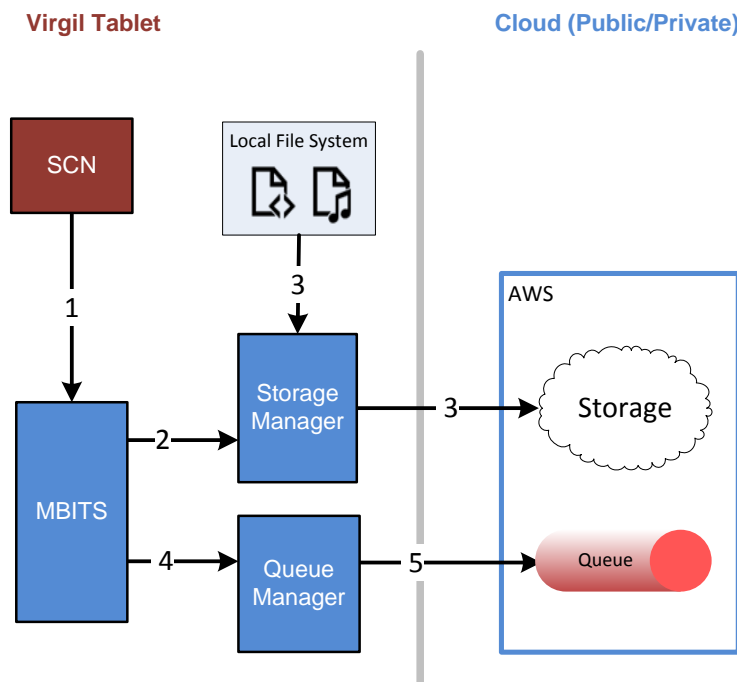 Virgil Tablet
Cloud (Public/Private)
SCN
Local File System
1
3
AWS
Storage
Manager
2
3
Storage
MBITS
4
Queue
Manager
5
Queue